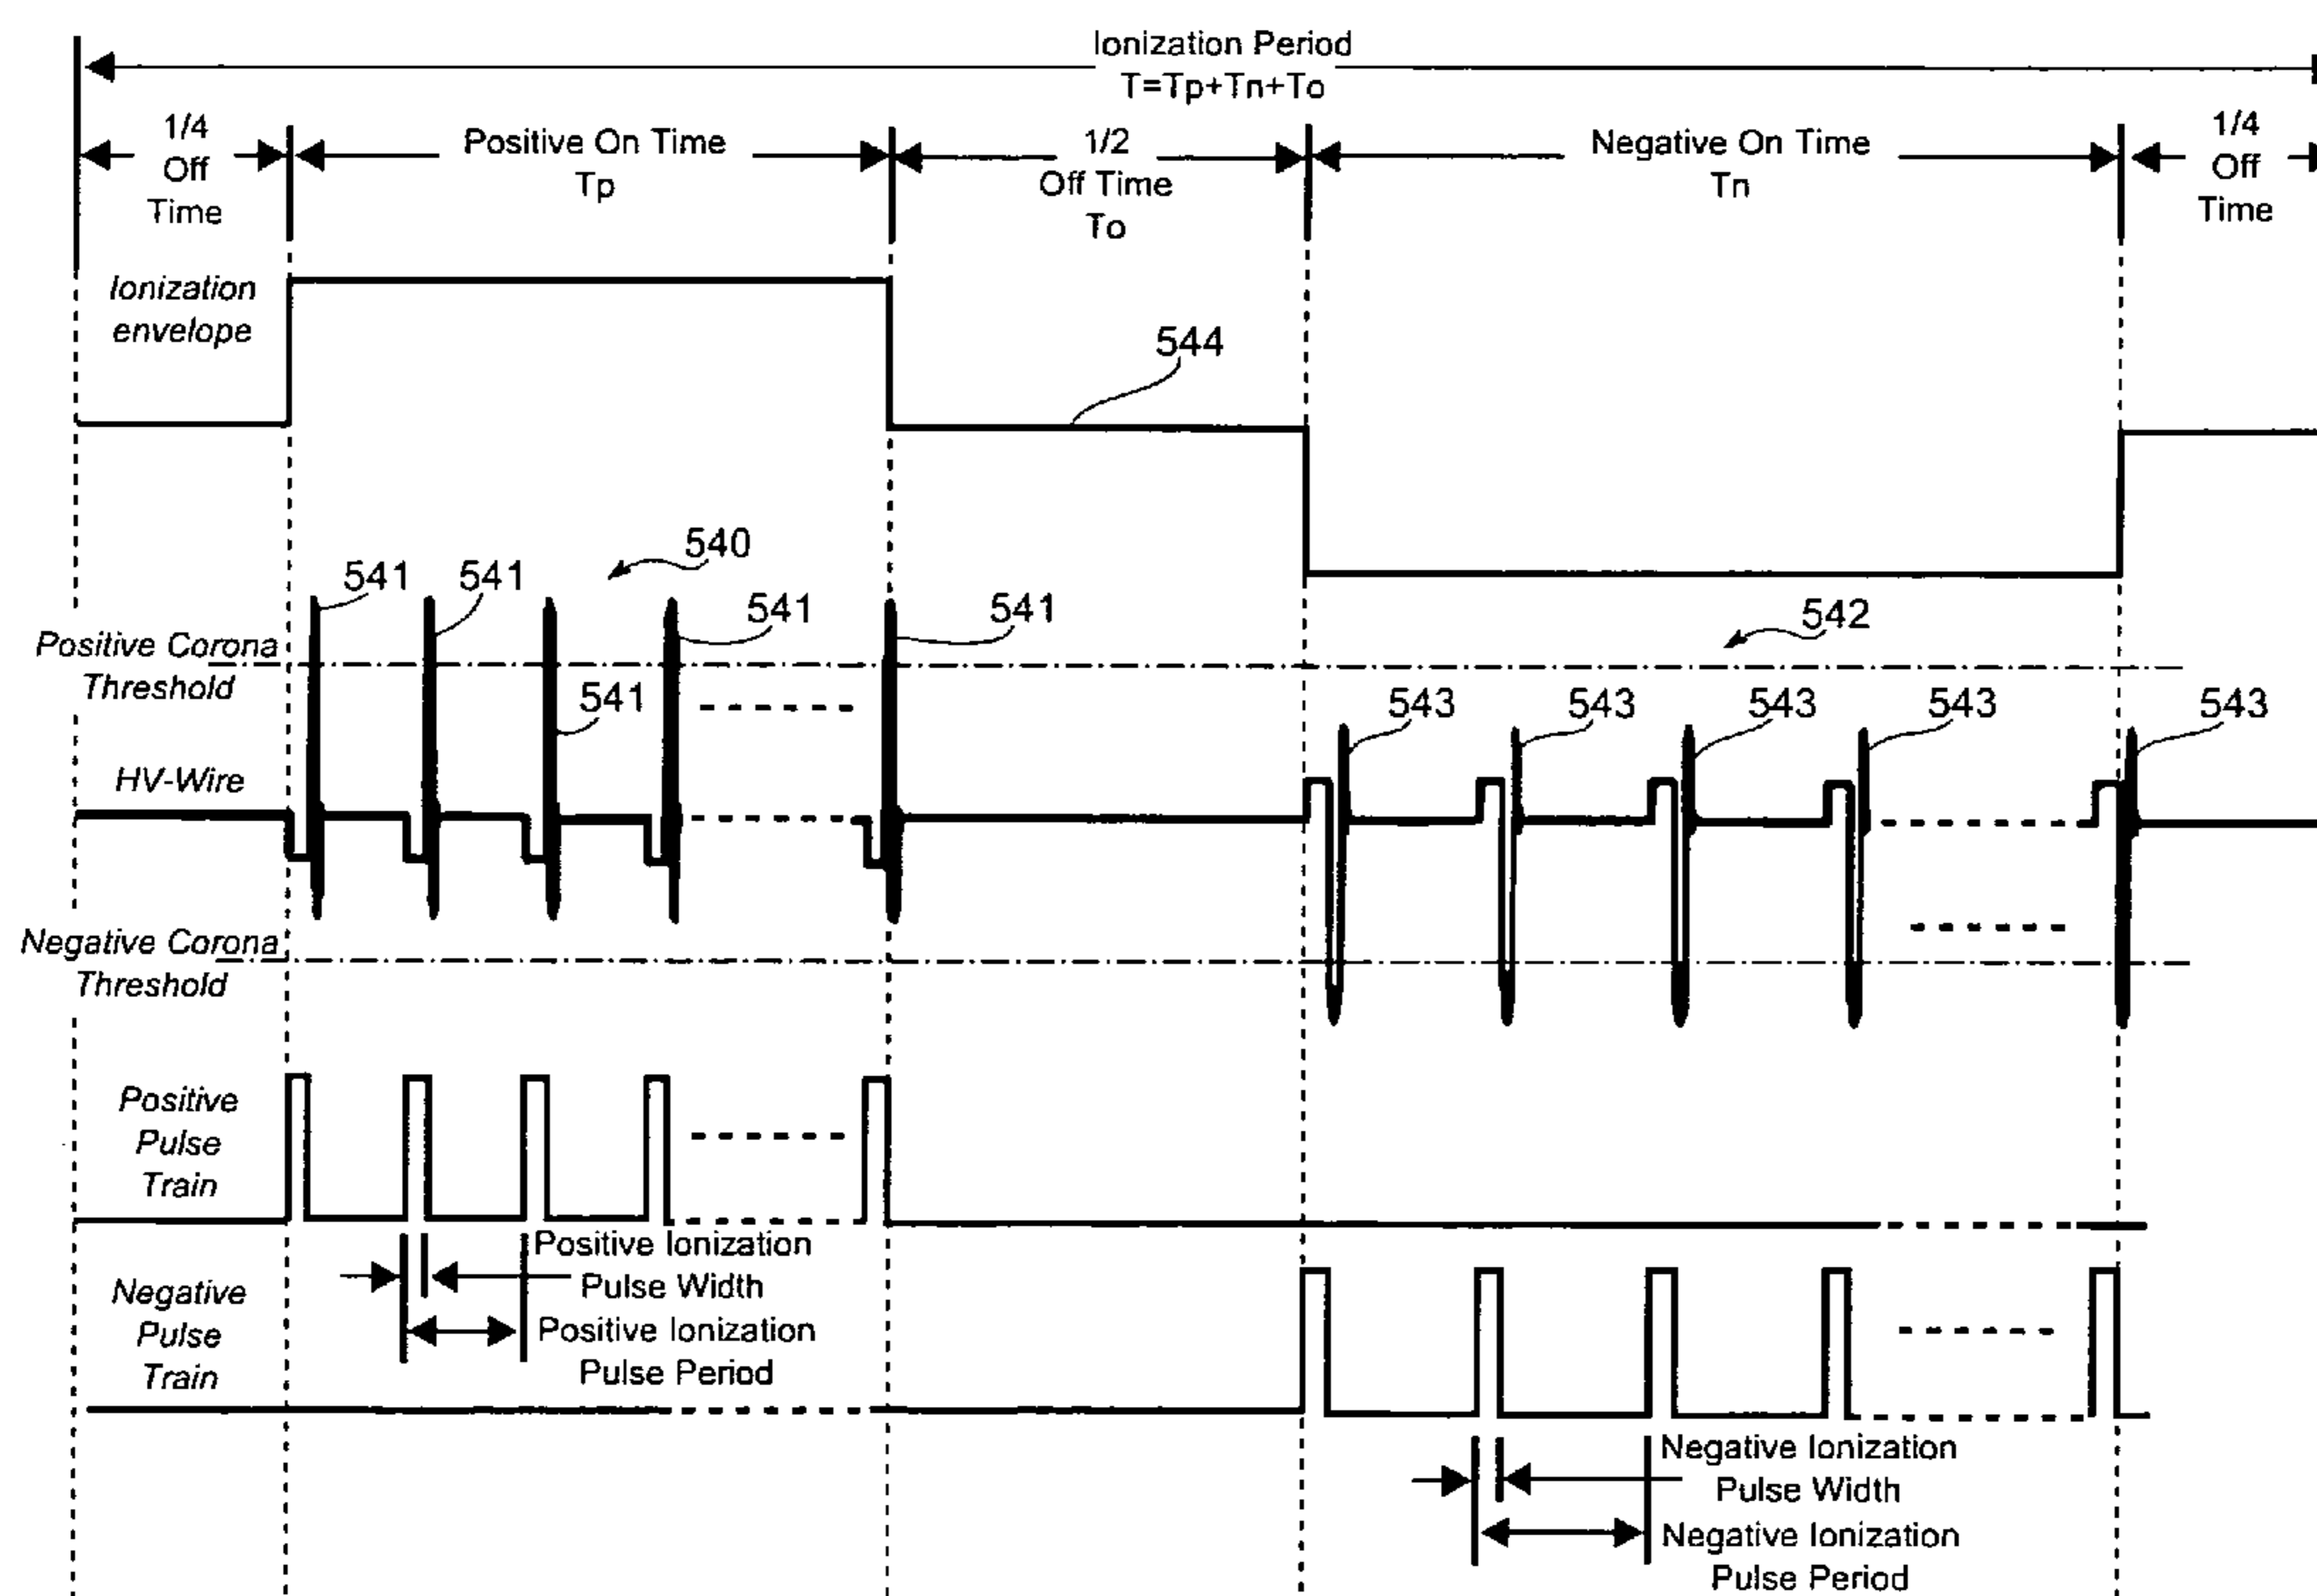 Ionization Period
T=Tp+Tn+To
1/4
Off
Time
Positive On Time
Tp
1/2
Off Time
To
Negative On Time
Tn
1/4
Off
Time
Ionization
envelope
544
540
541
541
541
541
542
Positive Corona
Threshold
541
543
543
543
543
543
HV-Wire
Negative Corona
Threshold
Positive
Pulse
Train
Positive Ionization
Pulse Width
Positive Ionization
Pulse Period
Negative
Pulse
Train
Negative Ionization
Pulse Width
Negative Ionization
Pulse Period